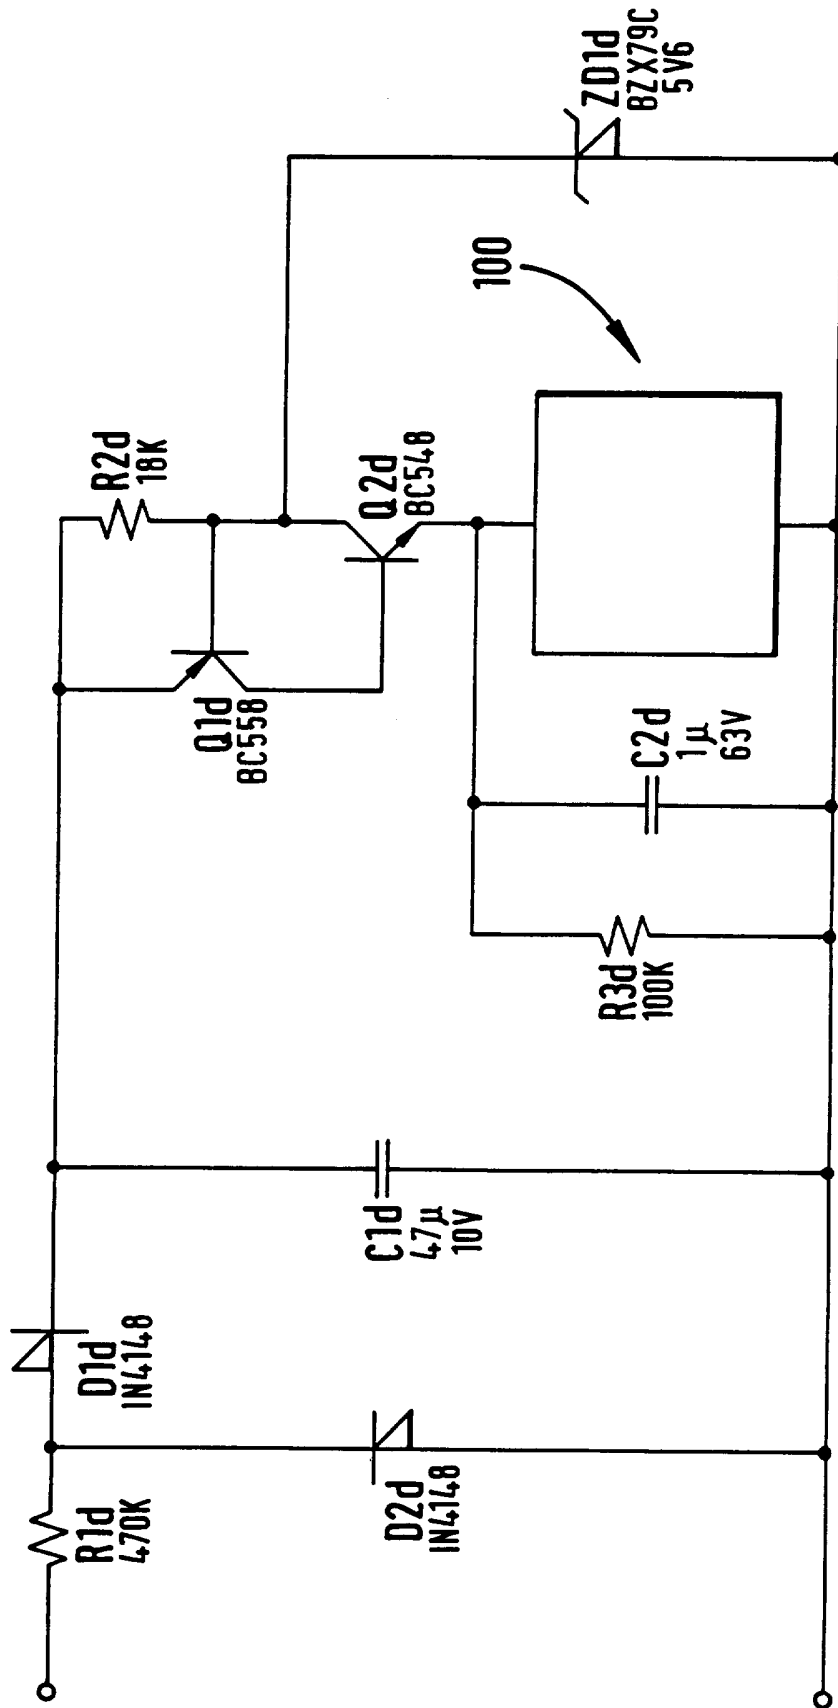 R1d
470K
D1d
IN4148
D2d
IN4148
C1d
47µ
10V
R3d
100K
C2d
1µ
63V
Q1d
BC558
R2d
18K
Q2d
BC548
100
ZD1d
BZX79C
5V6